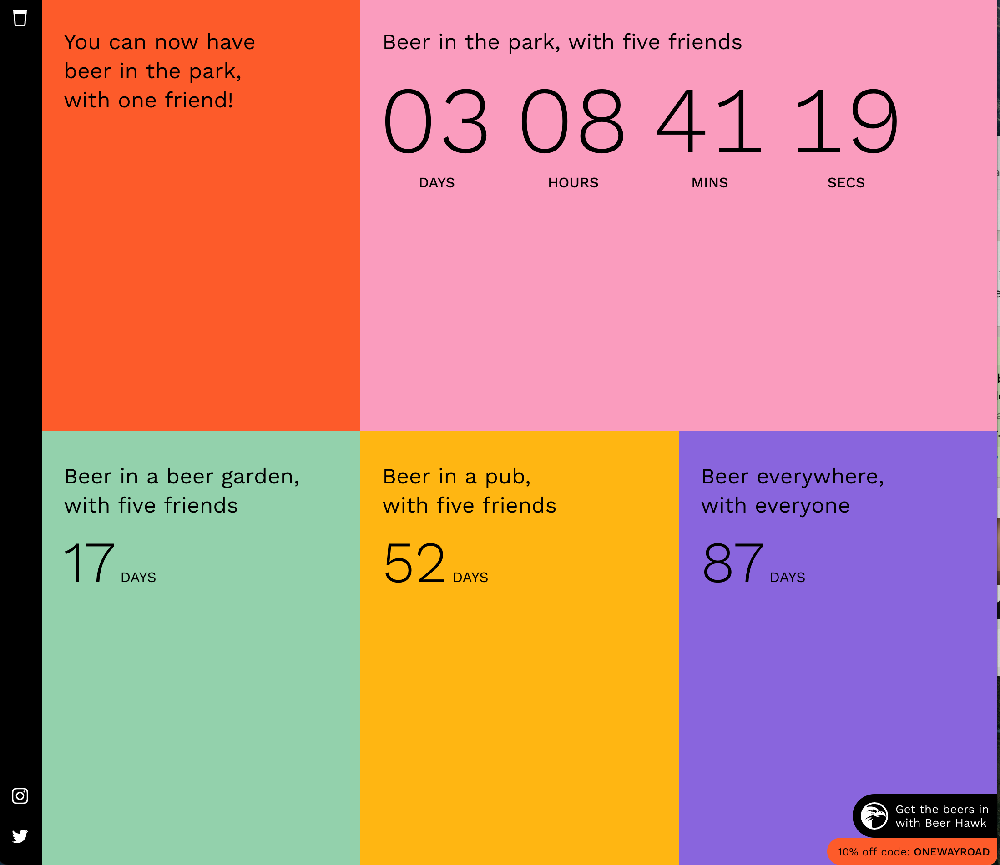 You can now have
beer in the park,
with one friend!
Beer in the park, with five friends
03 08 41 19
DAYS HOURS MINS SECS
Beer in a beer garden,
with five friends
17 DAYS
Beer in a pub,
with five friends
52 DAYS
Beer everywhere,
with everyone
87 DAYS
Get the beers in
with Beer Hawk
10% off code: ONEWAYROAD